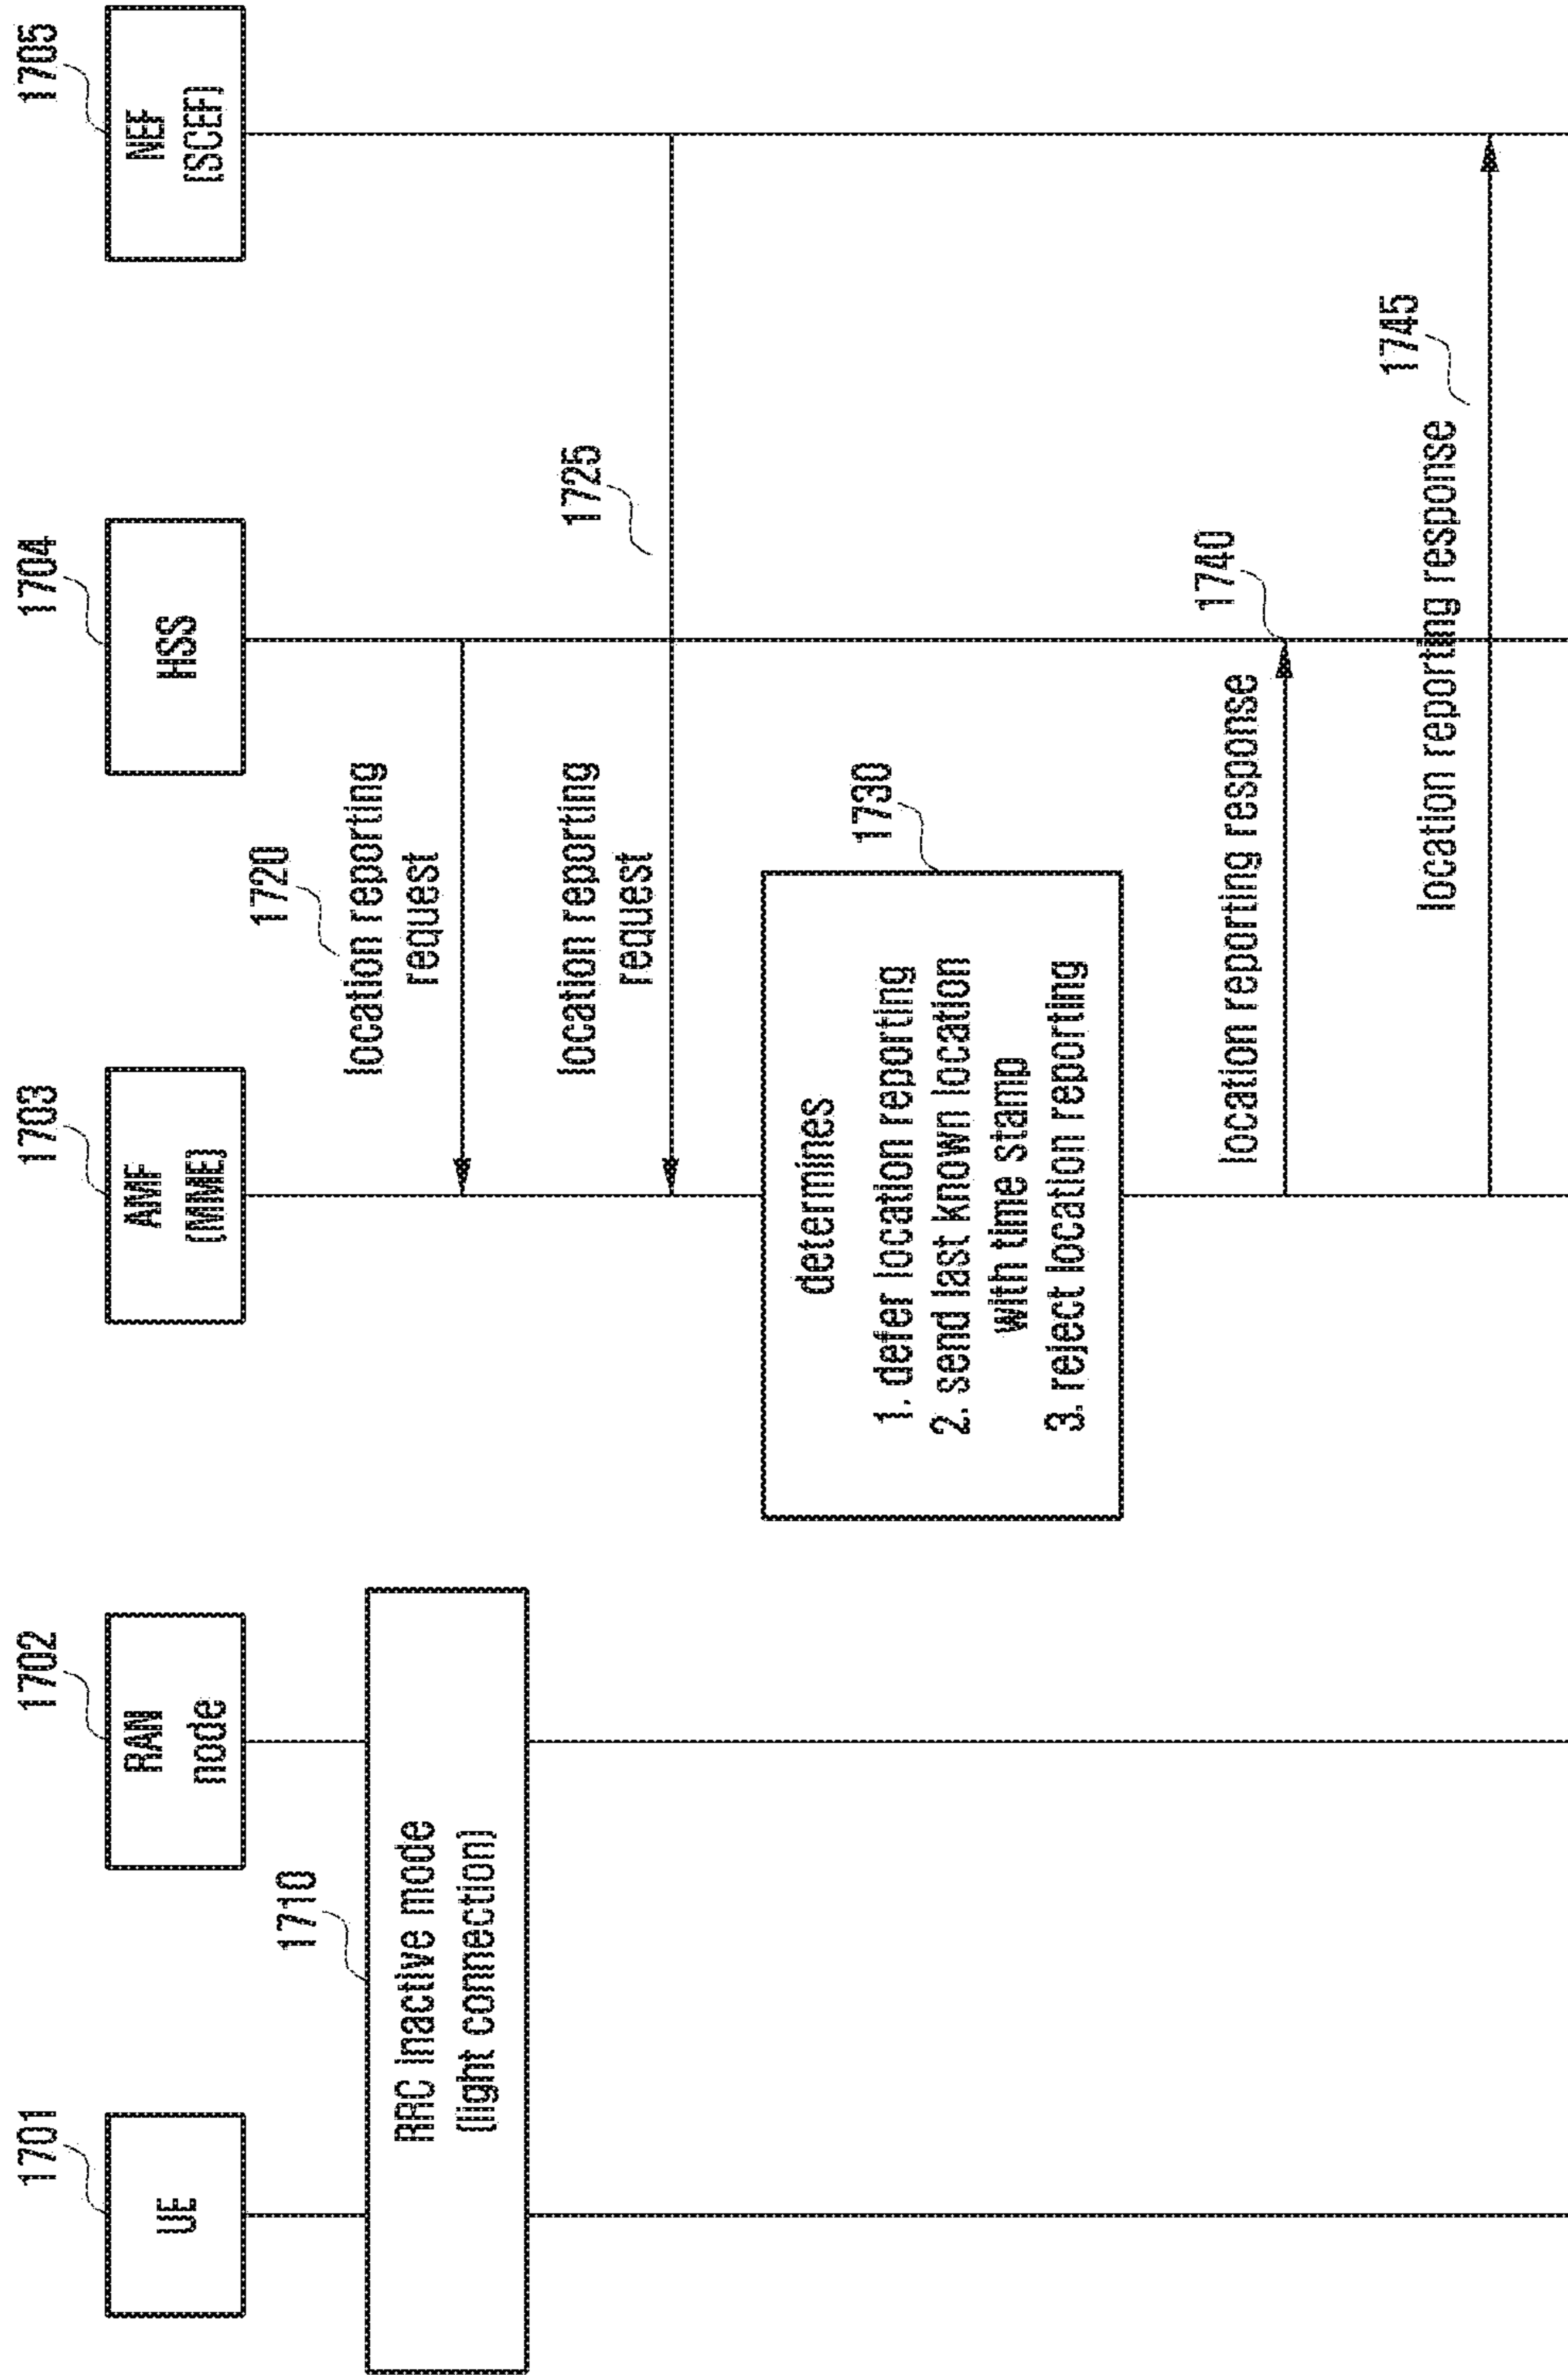 1701
UE
1702
RAN
node
1703
AMF
(MME)
1704
HSS
1705
NEF
(SCEF)
1710
RRC inactive mode
(light connection)
1720
location reporting
request
1725
location reporting
request
1730
determines
1. defer location reporting
2. send last known location
with time stamp
3. reject location reporting
1740
location reporting response
1745
location reporting response